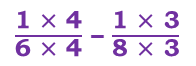 1 × 4 / 6 × 4 – 1 × 3 / 8 × 3